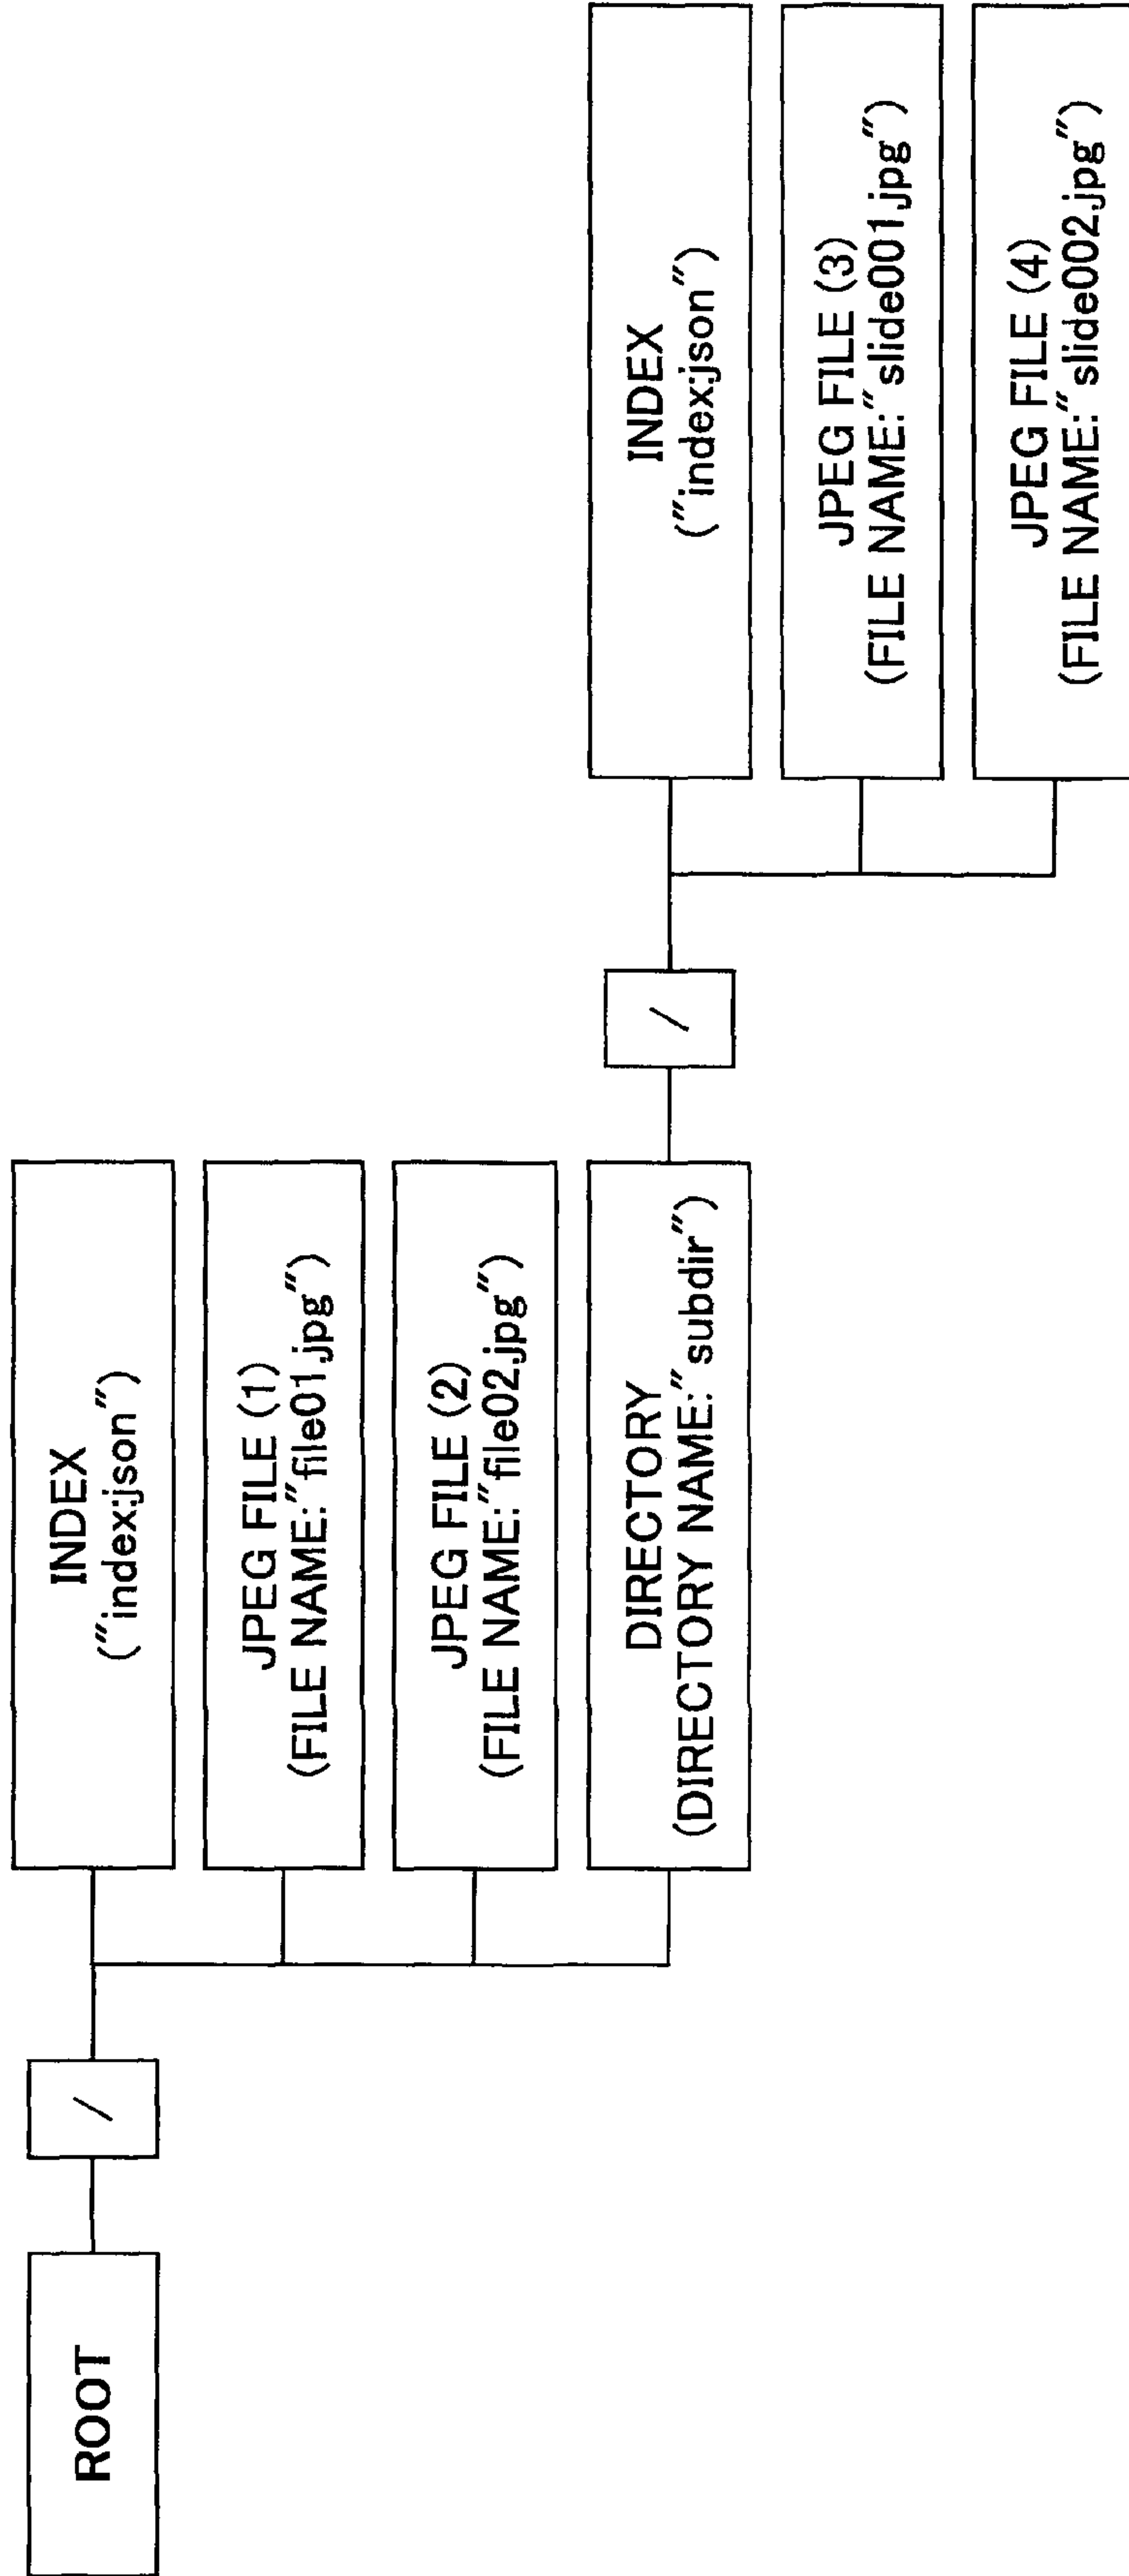 ROOT
/
INDEX
("index.json")
JPEG FILE (1)
(FILE NAME:"file01.jpg")
JPEG FILE (2)
(FILE NAME:"file02.jpg")
DIRECTORY
(DIRECTORY NAME:"subdir")
/
INDEX
("index.json")
JPEG FILE (3)
(FILE NAME:"slide001.jpg")
JPEG FILE (4)
(FILE NAME:"slide002.jpg")